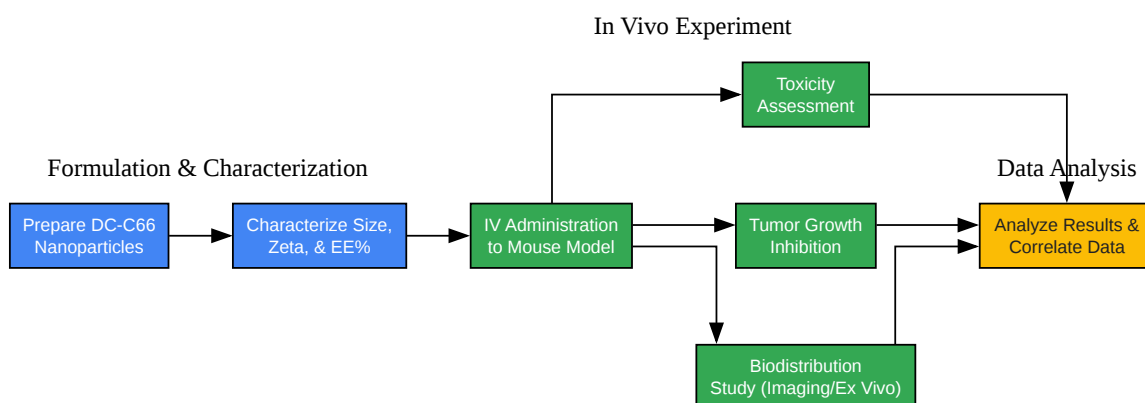 In Vivo Experiment
Toxicity
Assessment
Formulation & Characterization
Data Analysis
Prepare DC-C66
Nanoparticles
Characterize Size,
Zeta, & EE%
IV Administration
to Mouse Model
Tumor Growth
Inhibition
Analyze Results &
Correlate Data
Biodistribution
Study (Imaging/Ex Vivo)